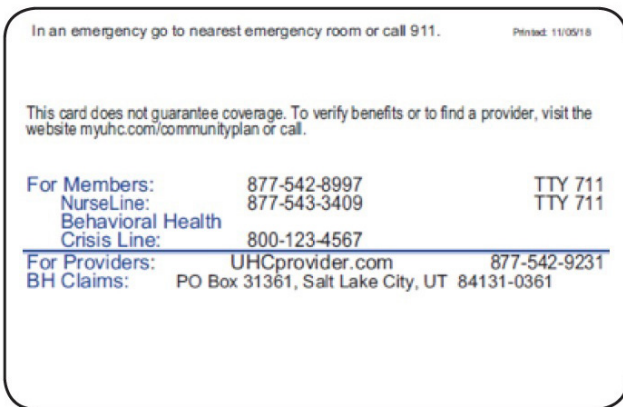 In an emergency go to nearest emergency room or call 911. Printed: 11/05/18
This card does not guarantee coverage. To verify benefits or to find a provider, visit the
website myuhc.com/communityplan or call.
For Members: 877-542-8997 TTY 711
NurseLine: 877-543-3409 TTY 711
Behavioral Health
Crisis Line: 800-123-4567
For Providers: UHCprovider.com 877-542-9231
BH Claims: PO Box 31361, Salt Lake City, UT 84131-0361